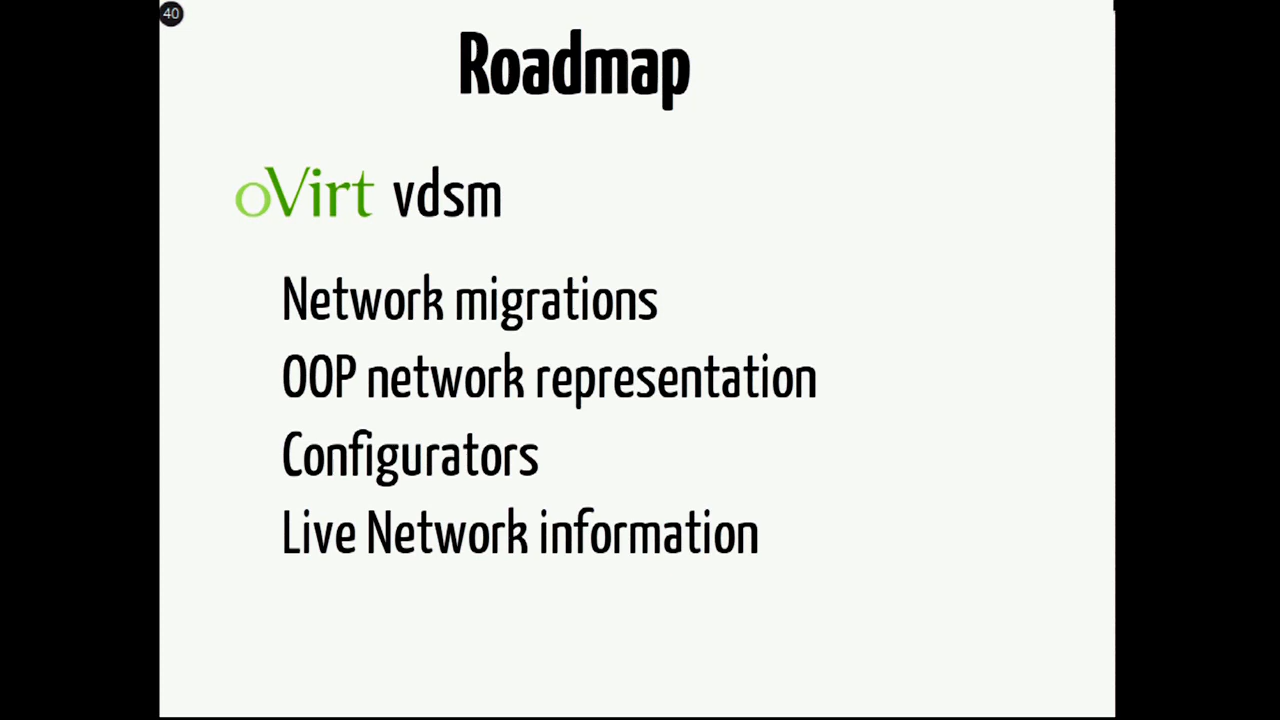 40
Roadmap
oVirt vdsm
Network migrations
OOP network representation
Configurators
Live Network information